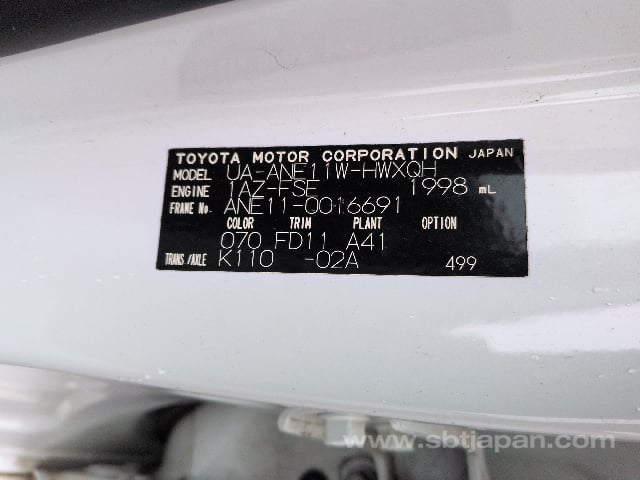 TOYOTA MOTOR CORPORATION JAPAN
MODEL UA-ANE11W-HWXQH
ENGINE 1AZ-FSE 1998 mL
FRAME No. ANE11-0016691
COLOR TRIM PLANT OPTION
070 FD11 A41
TRANS/AXLE K110 -02A 499
www.sbtjapan.com